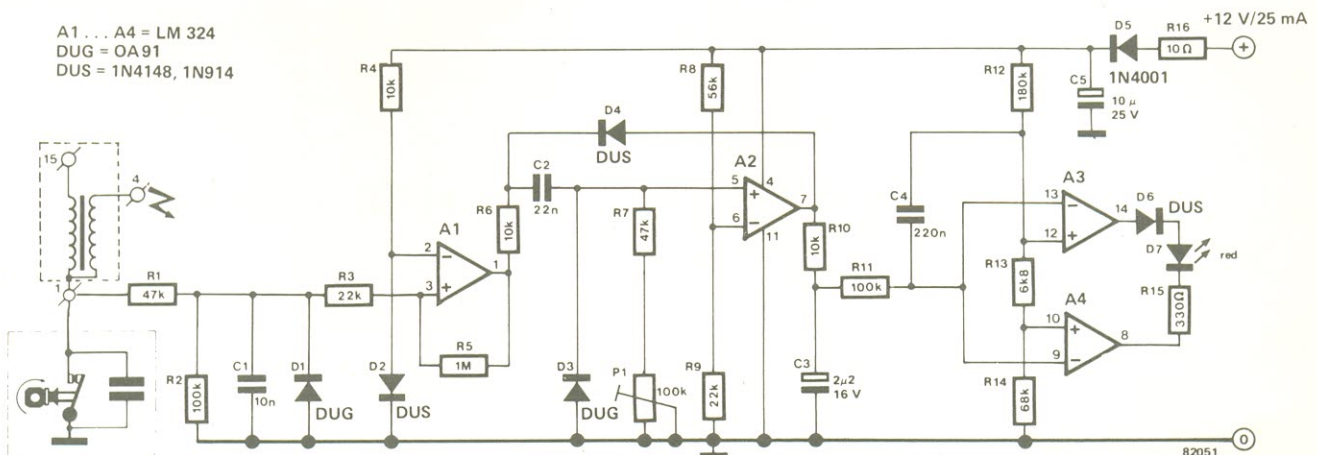 A1 ... A4 = LM 324
DUG = OA91
DUS = 1N4148, 1N914
+12 V/25 mA
D5
R16
10 Ω
+
1N4001
R4
10k
R8
56k
R12
180k
C5
10 µ
25 V
D4
DUS
A2
5
+
4
7
6
−
11
15
4
C2
22n
R6
10k
R7
47k
C4
220n
R10
10k
A3
13
−
14
12
+
D6
DUS
D7
red
A1
2
−
1
3
+
1
R1
47k
R3
22k
R11
100k
R13
6k8
R15
330Ω
A4
10
+
8
9
−
R5
1M
R2
100k
C1
10n
D1
DUG
D2
DUS
D3
DUG
P1
100k
R9
22k
C3
2µ2
16 V
R14
68k
0
82051